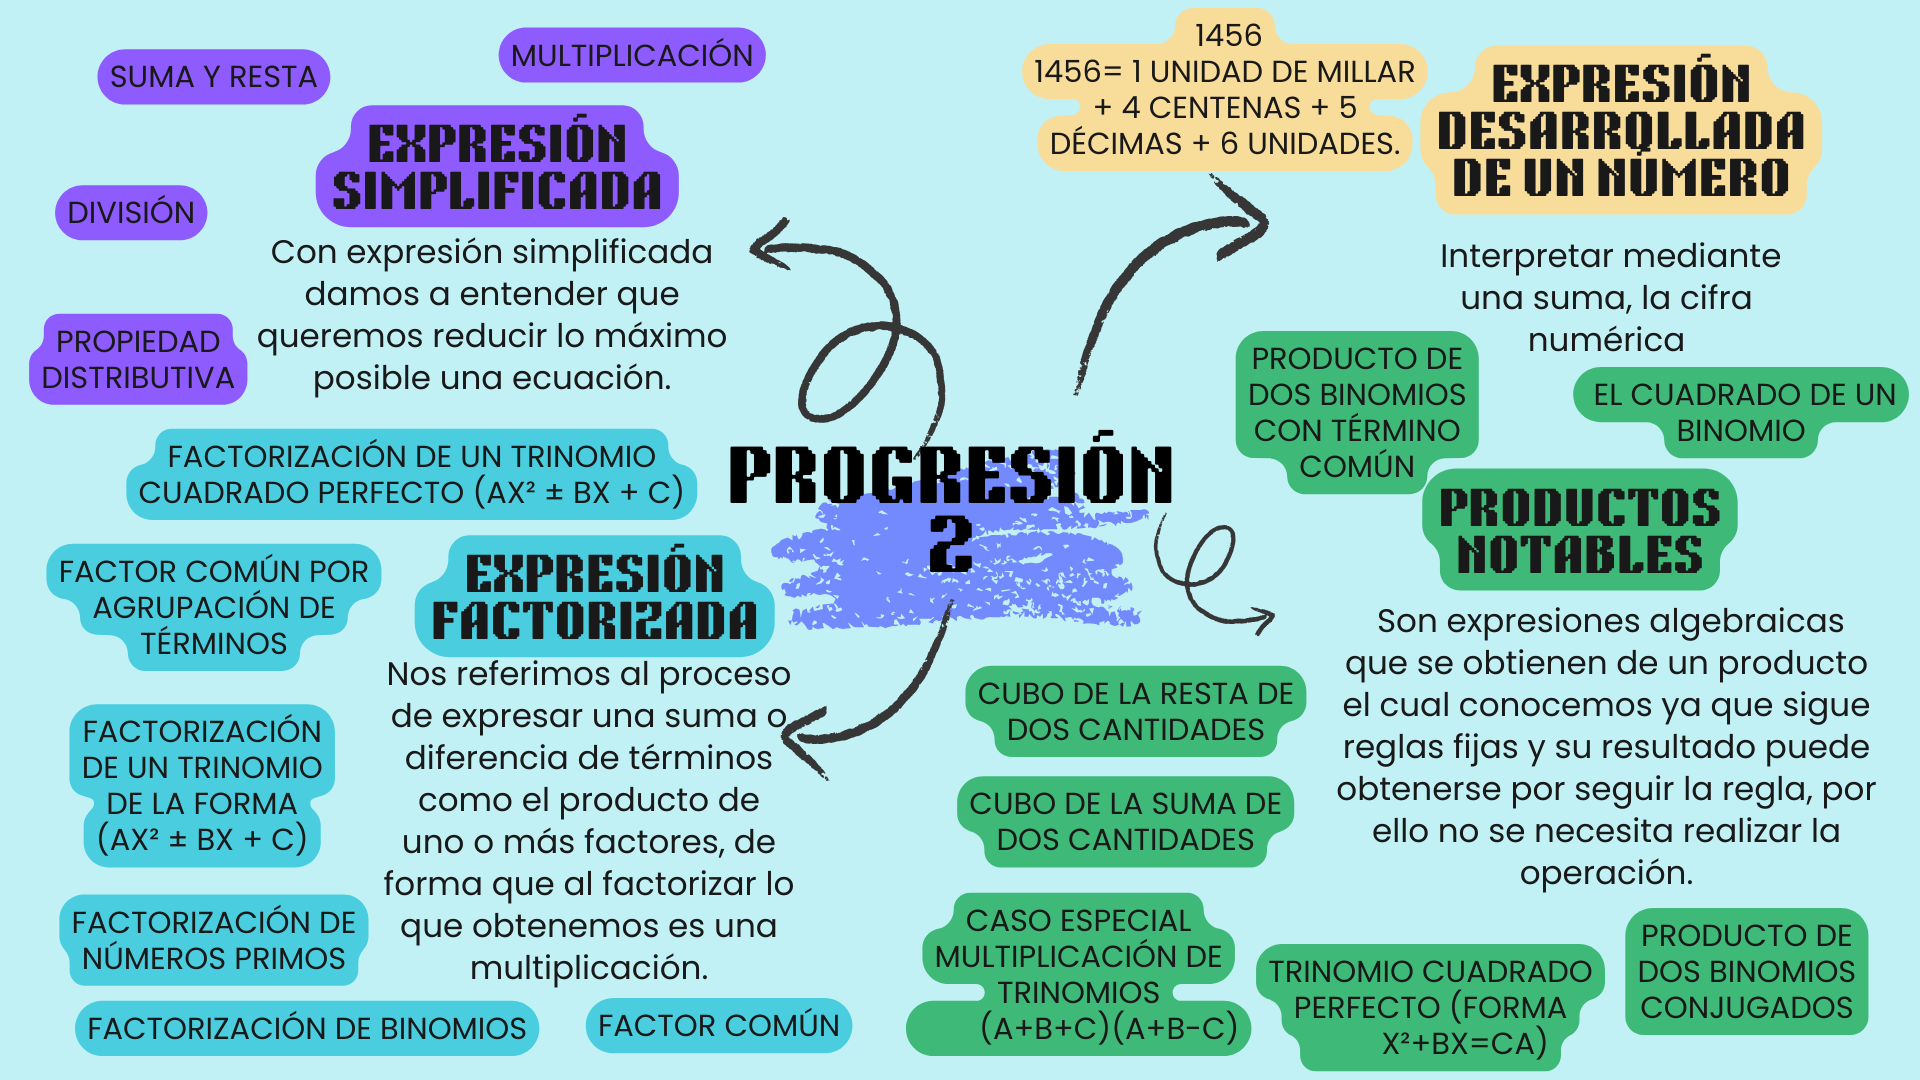 SUMA Y RESTA
MULTIPLICACIÓN
EXPRESIÓN
SIMPLIFICADA
DIVISIÓN
PROPIEDAD
DISTRIBUTIVA
Con expresión simplificada
damos a entender que
queremos reducir lo máximo
posible una ecuación.
1456
1456= 1 UNIDAD DE MILLAR
+ 4 CENTENAS + 5
DÉCIMAS + 6 UNIDADES.
EXPRESIÓN
DESARROLLADA
DE UN NÚMERO
Interpretar mediante
una suma, la cifra
numérica
PROGRESIÓN
2
FACTORIZACIÓN DE UN TRINOMIO
CUADRADO PERFECTO (AX² ± BX + C)
EXPRESIÓN
FACTORIZADA
FACTOR COMÚN POR
AGRUPACIÓN DE
TÉRMINOS
FACTORIZACIÓN
DE UN TRINOMIO
DE LA FORMA
(AX² ± BX + C)
FACTORIZACIÓN DE
NÚMEROS PRIMOS
FACTORIZACIÓN DE BINOMIOS
FACTOR COMÚN
Nos referimos al proceso
de expresar una suma o
diferencia de términos
como el producto de
uno o más factores, de
forma que al factorizar lo
que obtenemos es una
multiplicación.
PRODUCTO DE
DOS BINOMIOS
CON TÉRMINO
COMÚN
EL CUADRADO DE UN
BINOMIO
PRODUCTOS
NOTABLES
Son expresiones algebraicas
que se obtienen de un producto
el cual conocemos ya que sigue
reglas fijas y su resultado puede
obtenerse por seguir la regla, por
ello no se necesita realizar la
operación.
CUBO DE LA RESTA DE
DOS CANTIDADES
CUBO DE LA SUMA DE
DOS CANTIDADES
CASO ESPECIAL
MULTIPLICACIÓN DE
TRINOMIOS
(A+B+C)(A+B-C)
TRINOMIO CUADRADO
PERFECTO (FORMA
X²+BX=CA)
PRODUCTO DE
DOS BINOMIOS
CONJUGADOS